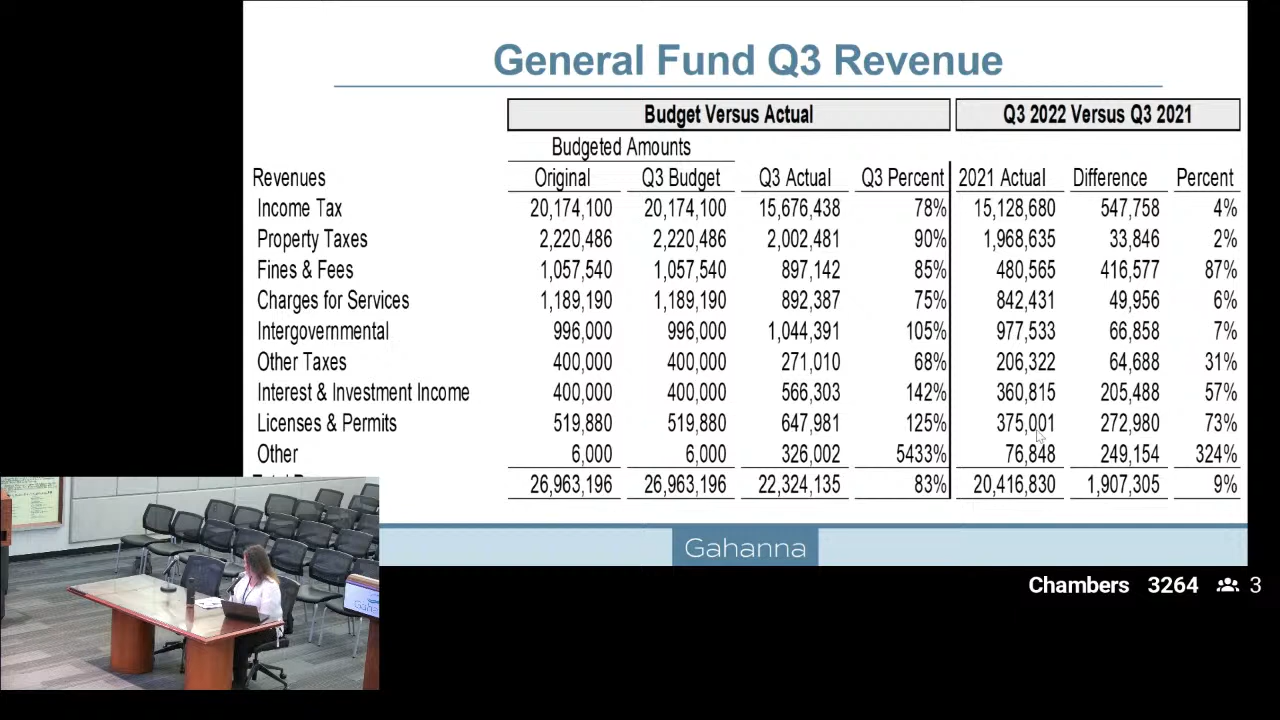 General Fund Q3 Revenue
Budget Versus Actual Q3 2022 Versus Q3 2021
Budgeted Amounts
Revenues Original Q3 Budget Q3 Actual Q3 Percent 2021 Actual Difference Percent
Income Tax 20,174,100 20,174,100 15,676,438 78% 15,128,680 547,758 4%
Property Taxes 2,220,486 2,220,486 2,002,481 90% 1,968,635 33,846 2%
Fines & Fees 1,057,540 1,057,540 897,142 85% 480,565 416,577 87%
Charges for Services 1,189,190 1,189,190 892,387 75% 842,431 49,956 6%
Intergovernmental 996,000 996,000 1,044,391 105% 977,533 66,858 7%
Other Taxes 400,000 400,000 271,010 68% 206,322 64,688 31%
Interest & Investment Income 400,000 400,000 566,303 142% 360,815 205,488 57%
Licenses & Permits 519,880 519,880 647,981 125% 375,001 272,980 73%
Other 6,000 6,000 326,002 5433% 76,848 249,154 324%
26,963,196 26,963,196 22,324,135 83% 20,416,830 1,907,305 9%
Gahanna
Chambers 3264 3